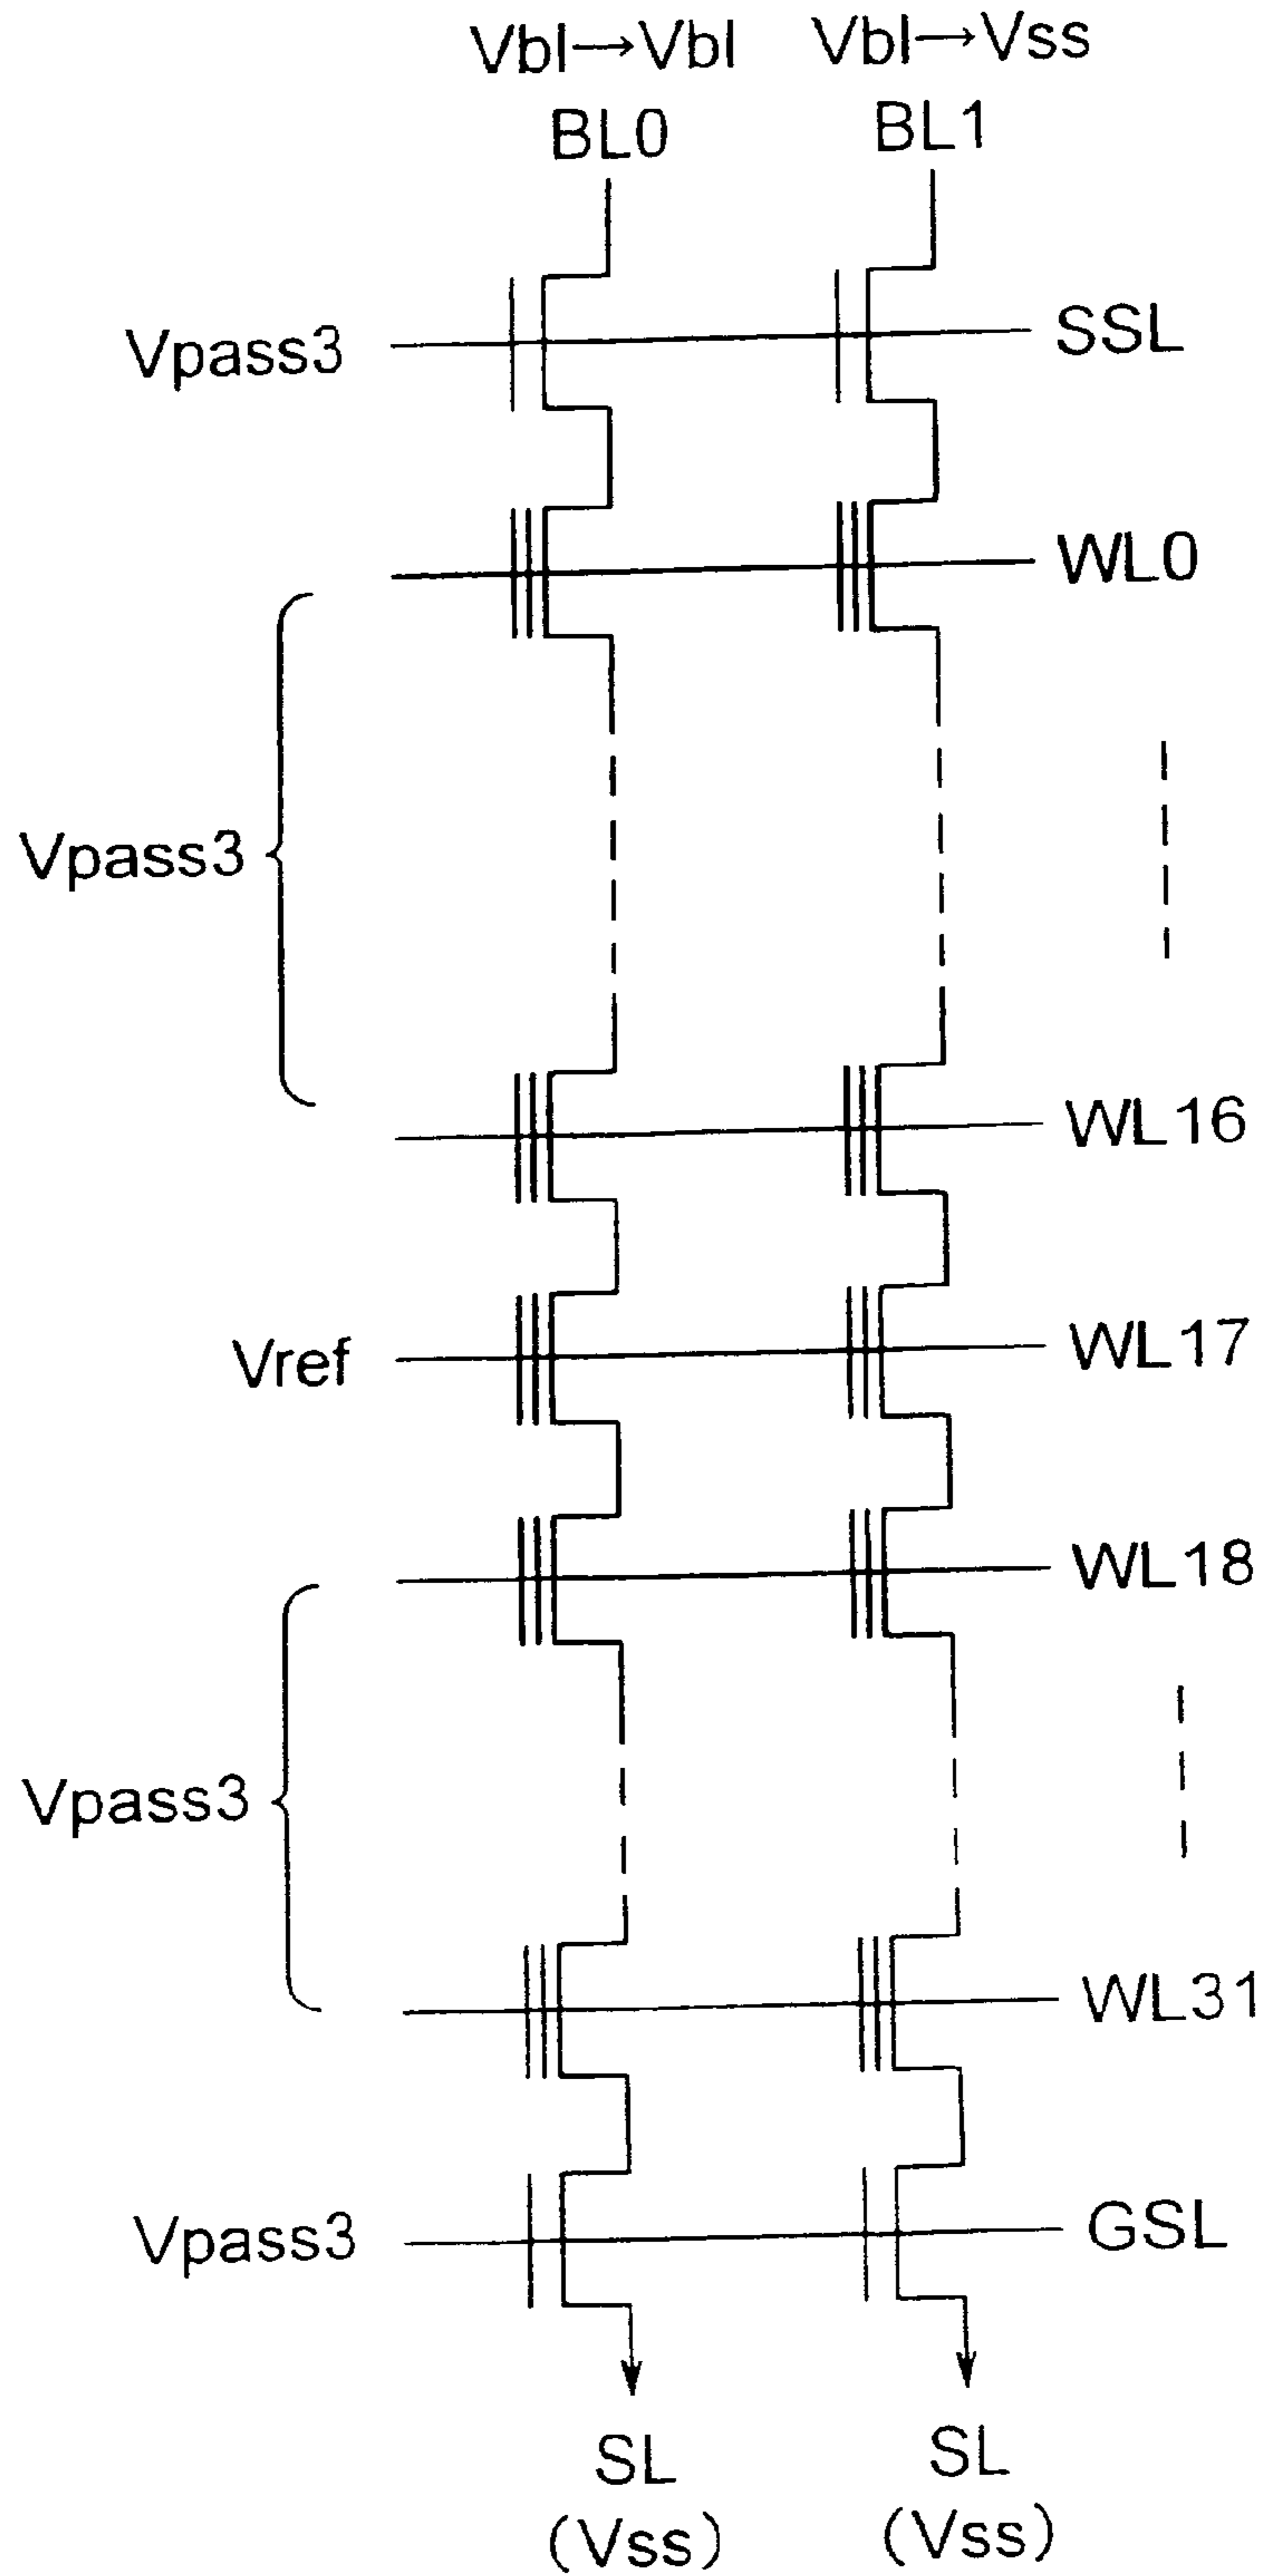 Vbl→Vbl Vbl→Vss
BL0 BL1
Vpass3 SSL
WL0
Vpass3
WL16
Vref WL17
WL18
Vpass3
WL31
Vpass3 GSL
SL SL
(Vss) (Vss)